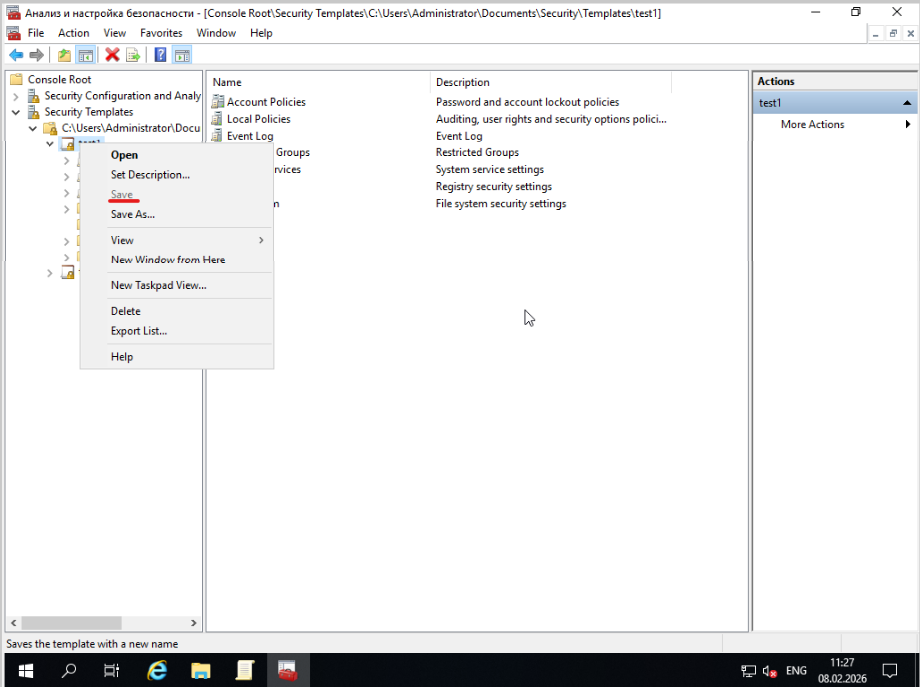 Анализ и настройка безопасности - [Console Root\Security Templates\C:\Users\Administrator\Documents\Security\Templates\test1]
File Action View Favorites Window Help
Console Root
Security Configuration and Analy
Security Templates
C:\Users\Administrator\Docu
Open
Set Description...
Save
Save As...
View
New Window from Here
New Taskpad View...
Delete
Export List...
Help
Name Description
Account Policies Password and account lockout policies
Local Policies Auditing, user rights and security options polici...
Event Log Event Log
Groups Restricted Groups
rvices System service settings
Registry security settings
File system security settings
Actions
test1
More Actions
Saves the template with a new name
ENG
11:27
08.02.2026